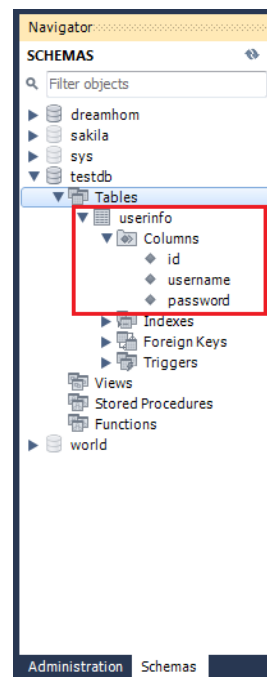 Navigator
SCHEMAS
Filter objects
dreamhom
sakila
sys
testdb
Tables
userinfo
Columns
id
username
password
Indexes
Foreign Keys
Triggers
Views
Stored Procedures
Functions
world
Administration Schemas